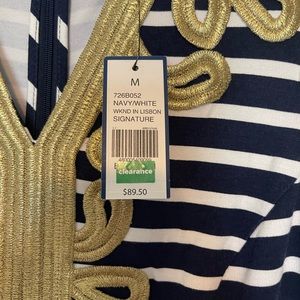 M
726B052
NAVY/WHITE
WKND IN LISBON
SIGNATURE
clearance
$89.50